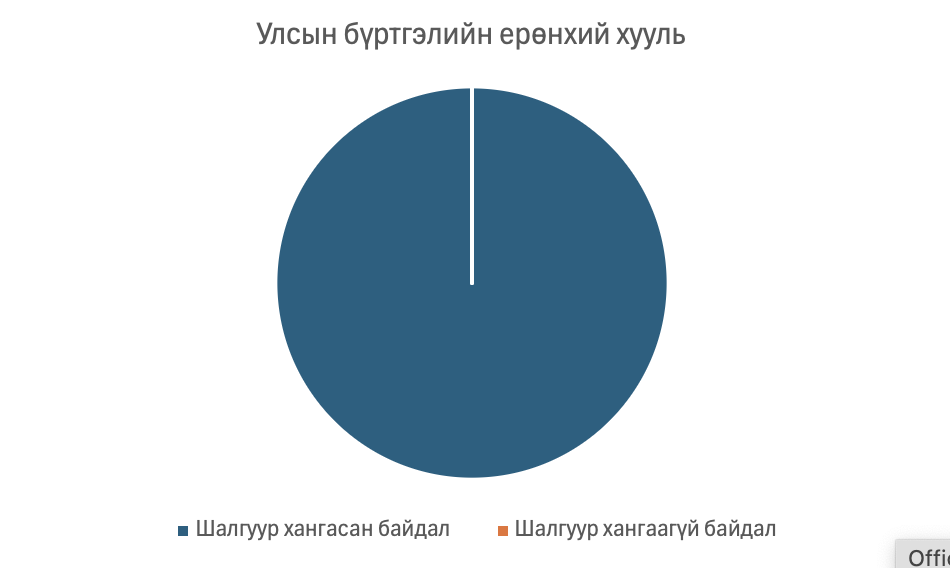 Улсын бүртгэлийн ерөнхий хууль
Шалгуур хангасан байдал
Шалгуур хангаагүй байдал